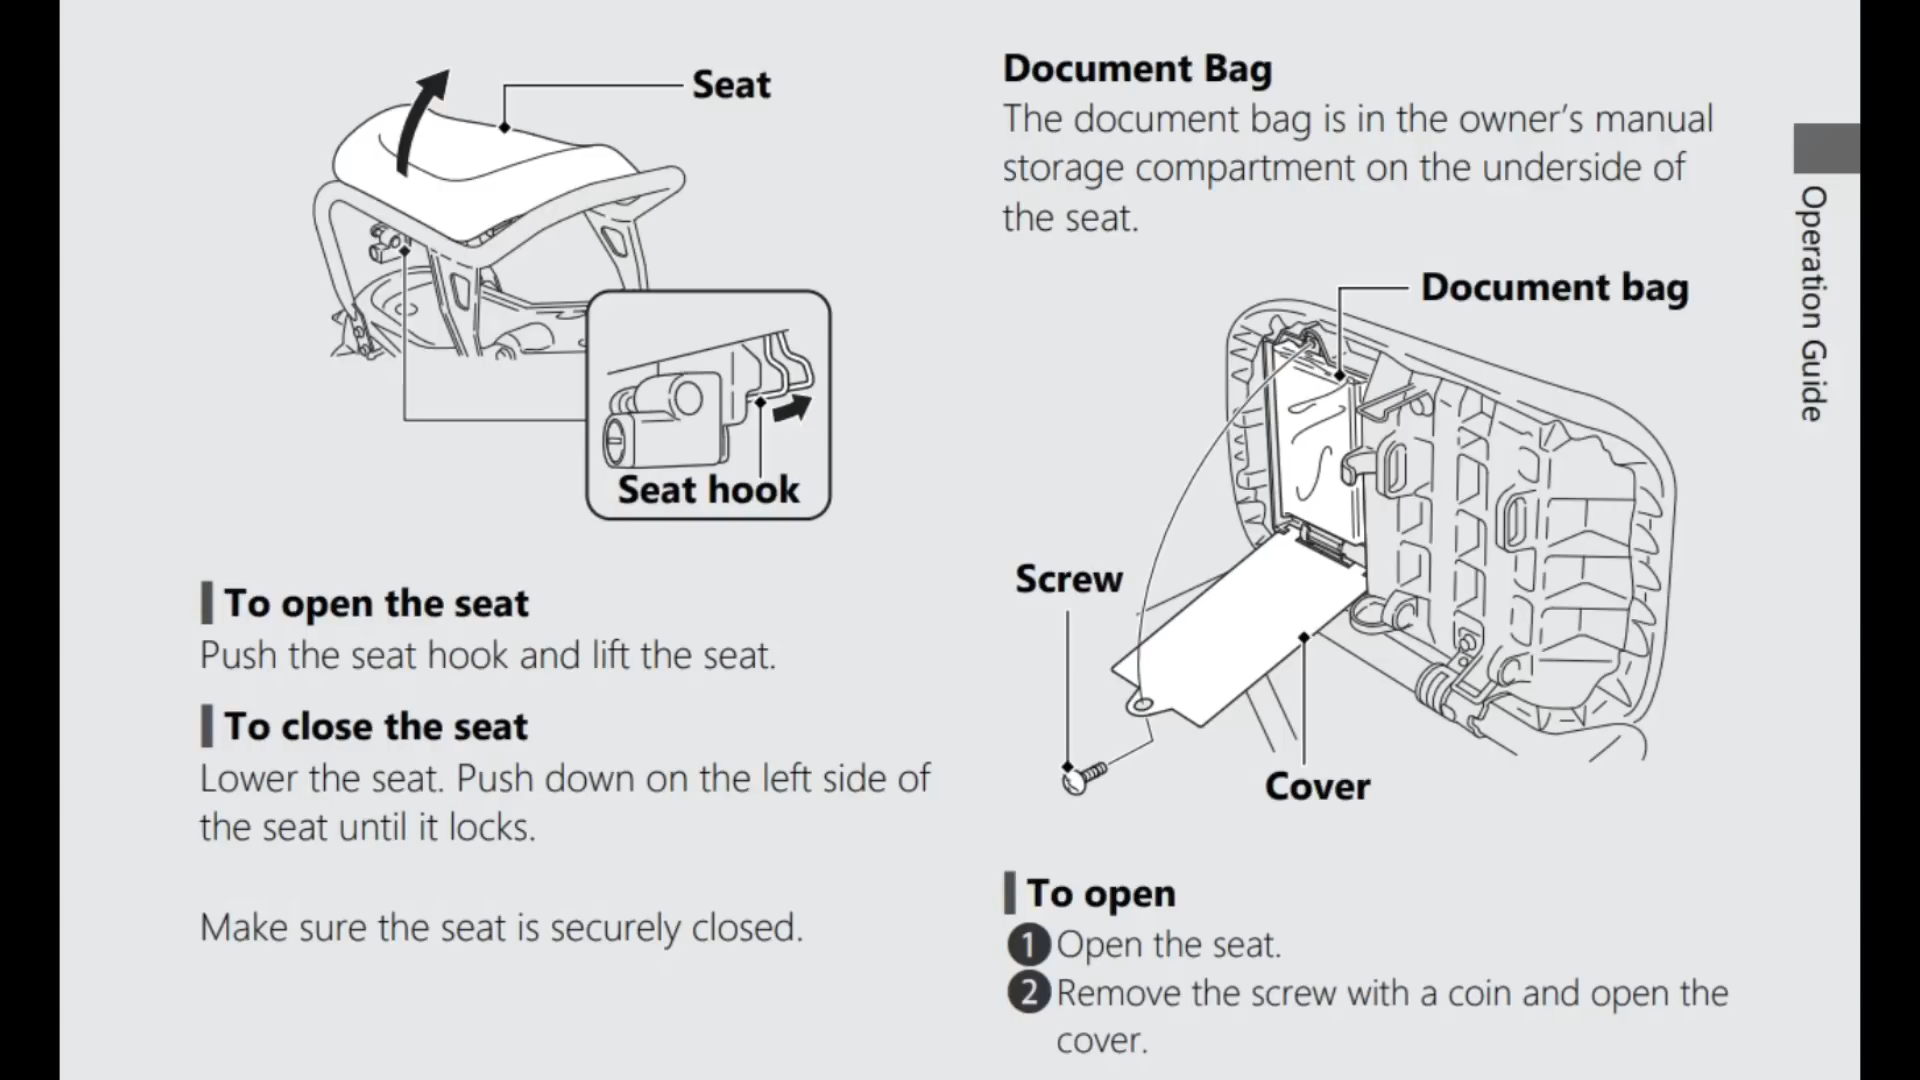 Seat
Seat hook
To open the seat
Push the seat hook and lift the seat.
To close the seat
Lower the seat. Push down on the left side of
the seat until it locks.
Make sure the seat is securely closed.
Document Bag
The document bag is in the owner’s manual
storage compartment on the underside of
the seat.
Document bag
Screw
Cover
To open
1 Open the seat.
2 Remove the screw with a coin and open the
cover.
Operation Guide